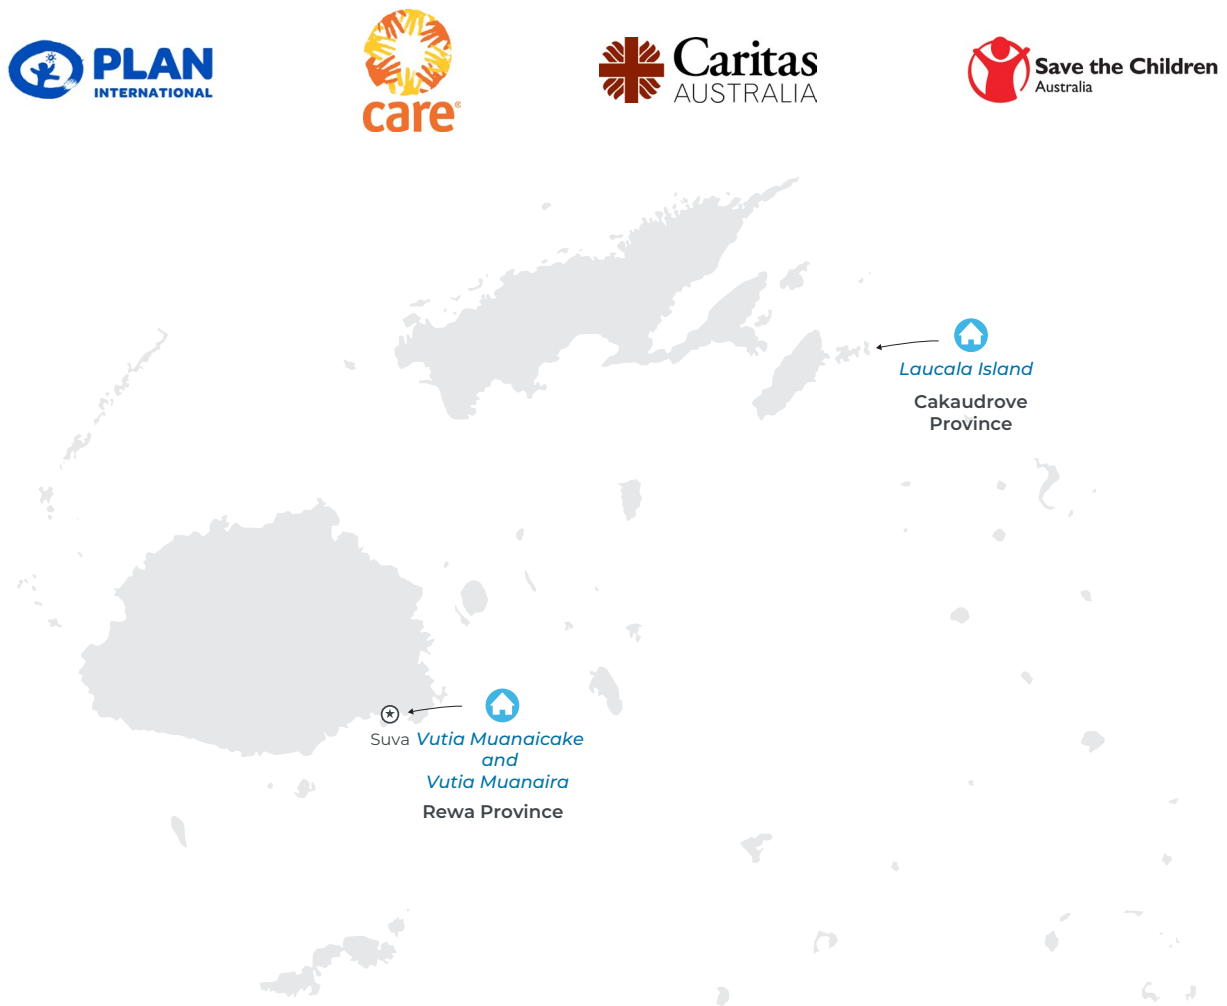 PLAN
INTERNATIONAL
care®
Caritas
AUSTRALIA
Save the Children
Australia
Laucala Island
Cakaudrove
Province
Suva
Vutia Muanaicake
and
Vutia Muanaira
Rewa Province